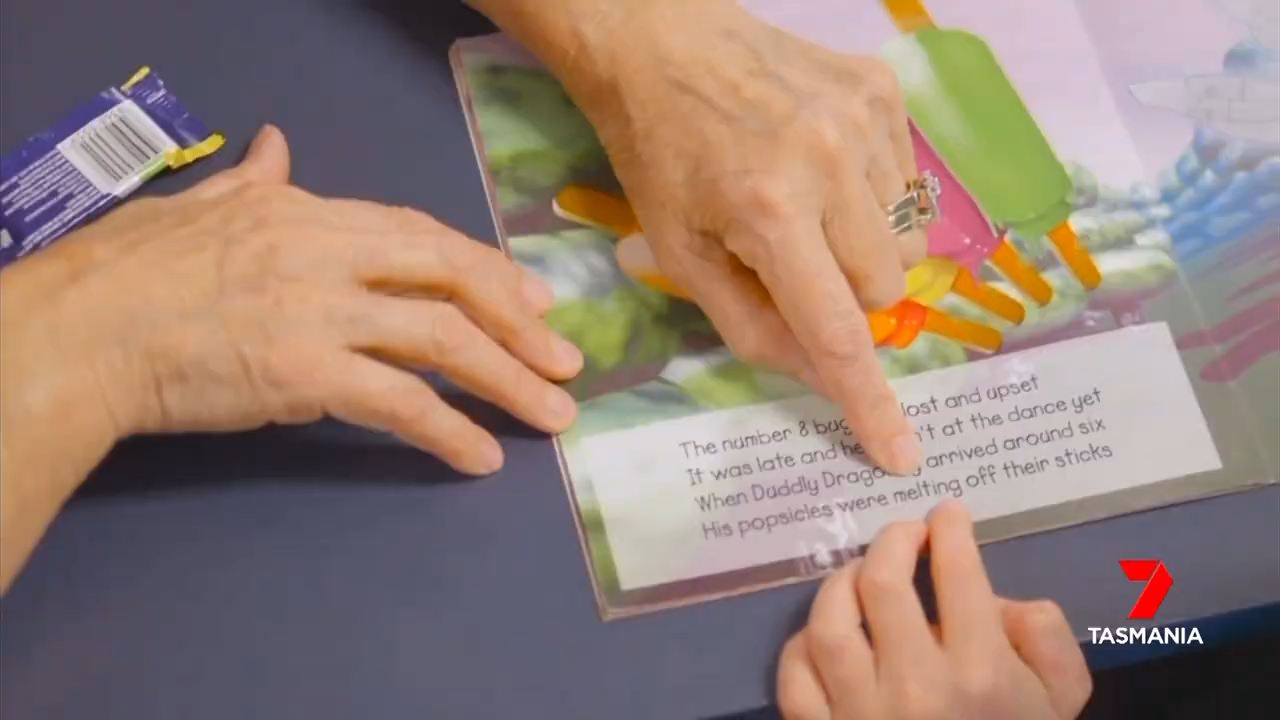 The number 8 bug lost and upset
It was late and he n't at the dance yet
When Duddly Drago arrived around six
His popsicles were melting off their sticks
7
TASMANIA